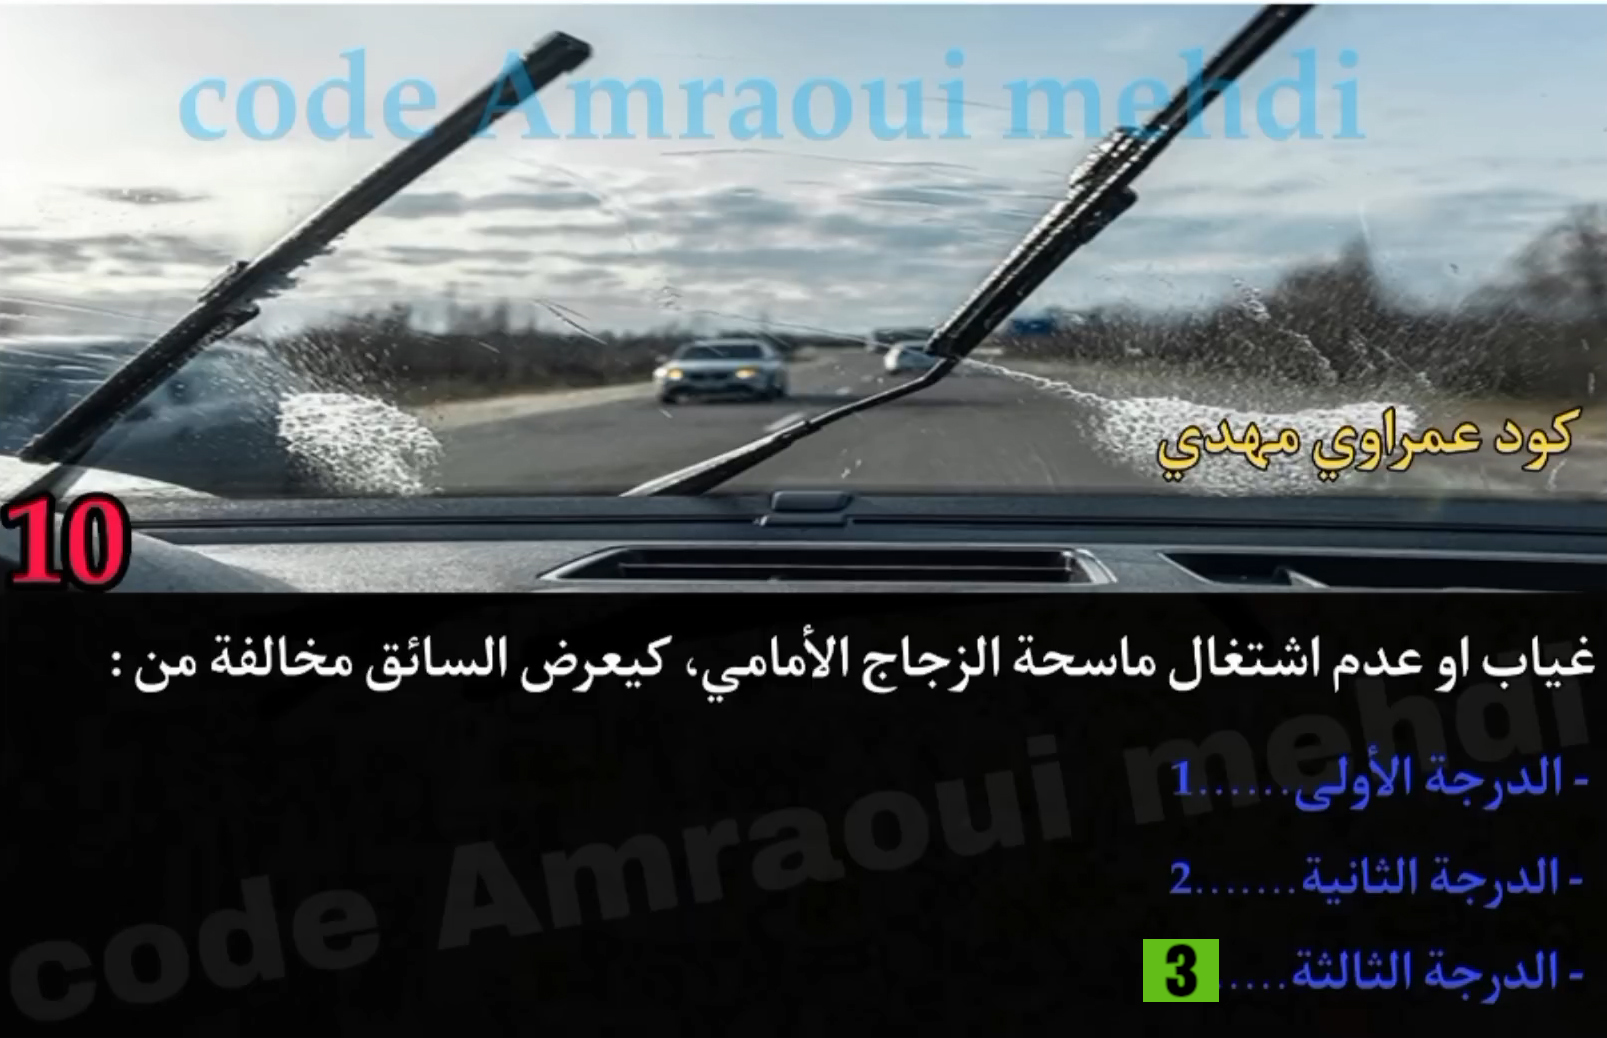 code Amraoui mehdi
كود عمراوي مهدي
10
غياب او عدم اشتغال ماسحة الزجاج الأمامي، كيعرض السائق مخالفة من :
- الدرجة الأولى......1
- الدرجة الثانية.......2
- الدرجة الثالثة.....3
code Amraoui mehdi